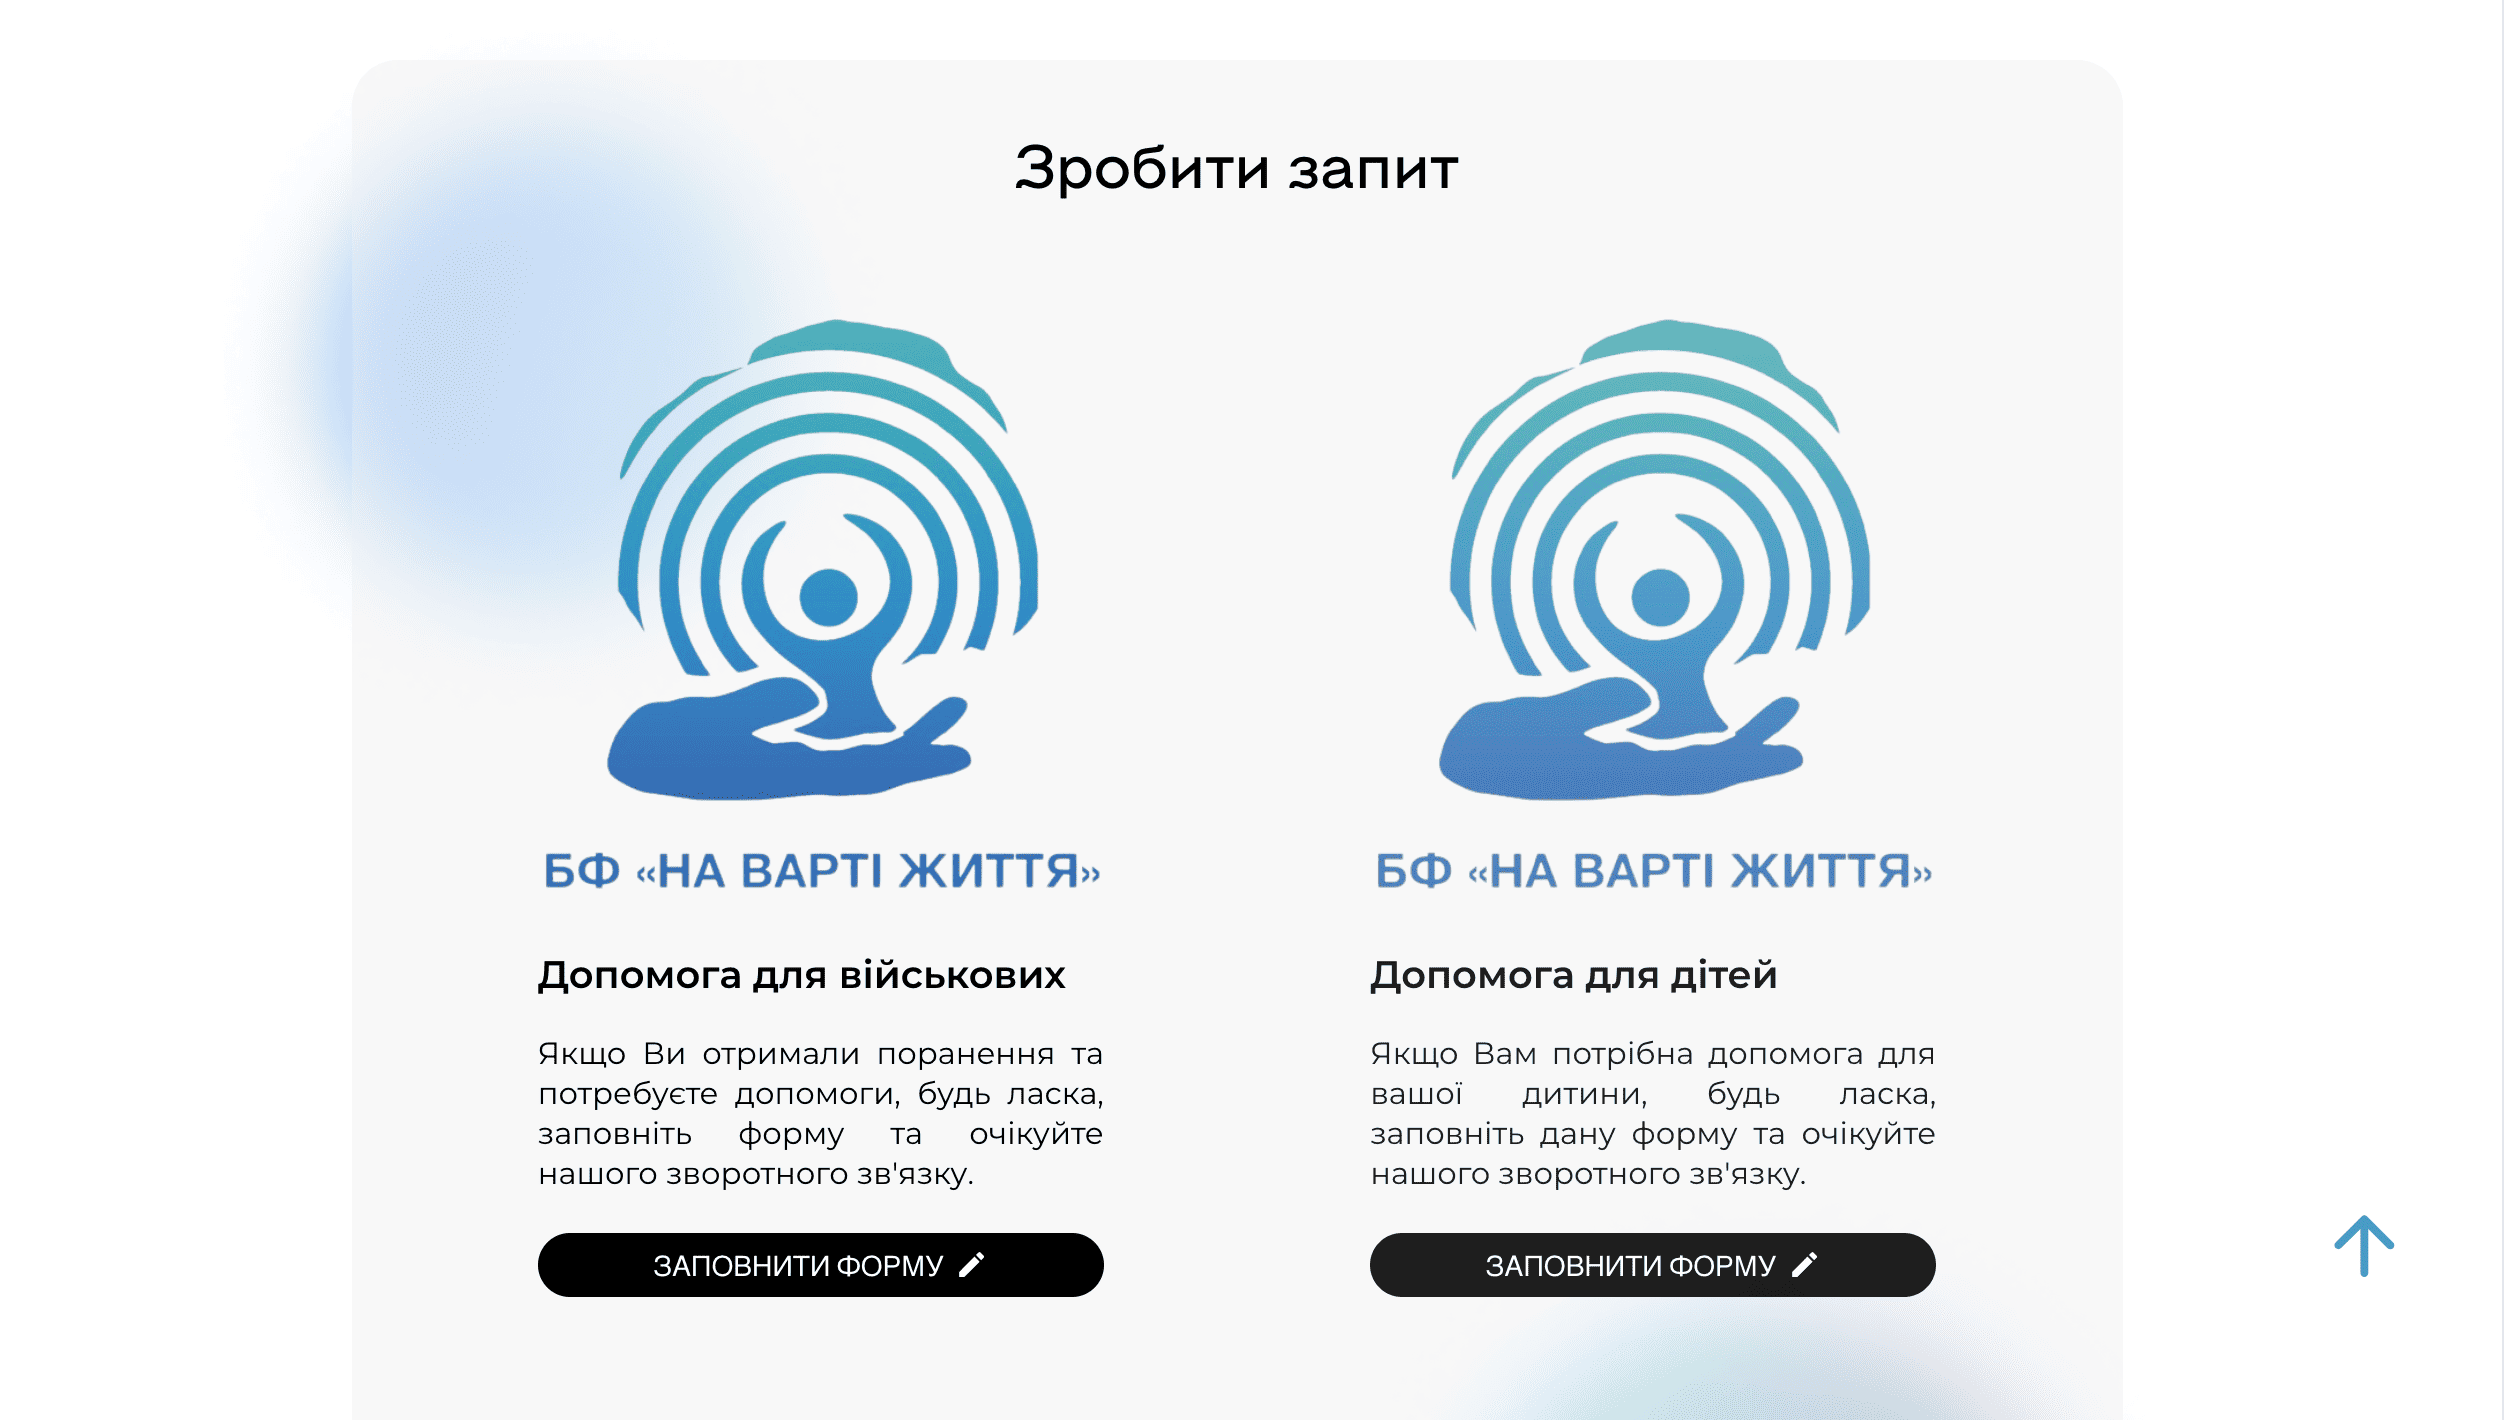 Зробити запит
БФ «НА ВАРТІ ЖИТТЯ»
Допомога для військових
Якщо Ви отримали поранення та
потребуєте допомоги, будь ласка,
заповніть форму та очікуйте
нашого зворотного зв'язку.
ЗАПОВНИТИ ФОРМУ
БФ «НА ВАРТІ ЖИТТЯ»
Допомога для дітей
Якщо Вам потрібна допомога для
вашої дитини, будь ласка,
заповніть дану форму та очікуйте
нашого зворотного зв'язку.
ЗАПОВНИТИ ФОРМУ